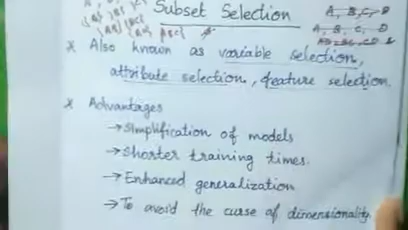 Subset Selection
A, B, C, D
A, B, C, D
x Also known as variable selection,
attribute selection, feature selection
x Advantages
→ Simplification of models
→ Shorter training times.
→ Enhanced generalization
→ To avoid the curse of dimensionality.